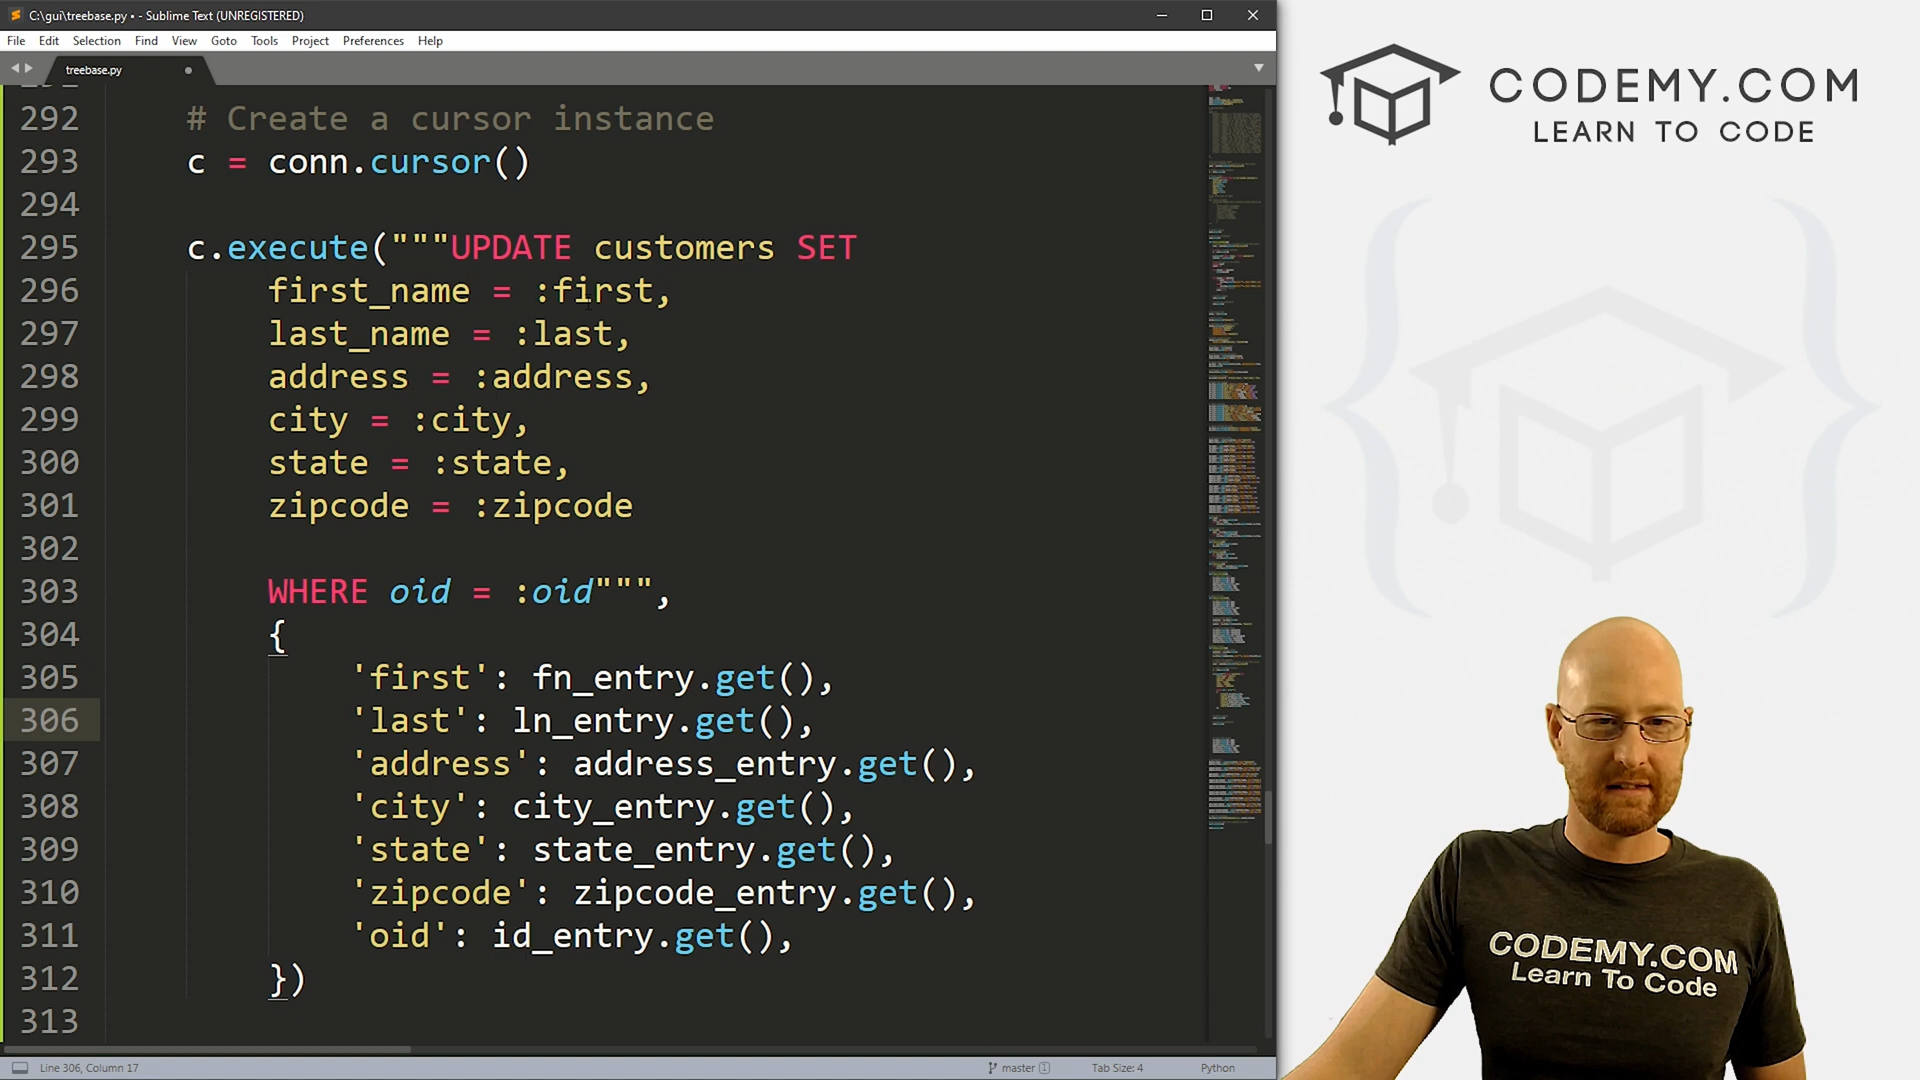 C:\gui\treebase.py • - Sublime Text (UNREGISTERED)
File Edit Selection Find View Goto Tools Project Preferences Help
treebase.py
292 # Create a cursor instance
293 c = conn.cursor()
294
295 c.execute("""UPDATE customers SET
296 first_name = :first,
297 last_name = :last,
298 address = :address,
299 city = :city,
300 state = :state,
301 zipcode = :zipcode
302
303 WHERE oid = :oid""",
304 {
305 'first': fn_entry.get(),
306 'last': ln_entry.get(),
307 'address': address_entry.get(),
308 'city': city_entry.get(),
309 'state': state_entry.get(),
310 'zipcode': zipcode_entry.get(),
311 'oid': id_entry.get(),
312 })
313
Line 306, Column 17
master 1
Tab Size: 4
Python
CODEMY.COM
LEARN TO CODE
CODEMY.COM
Learn To Code